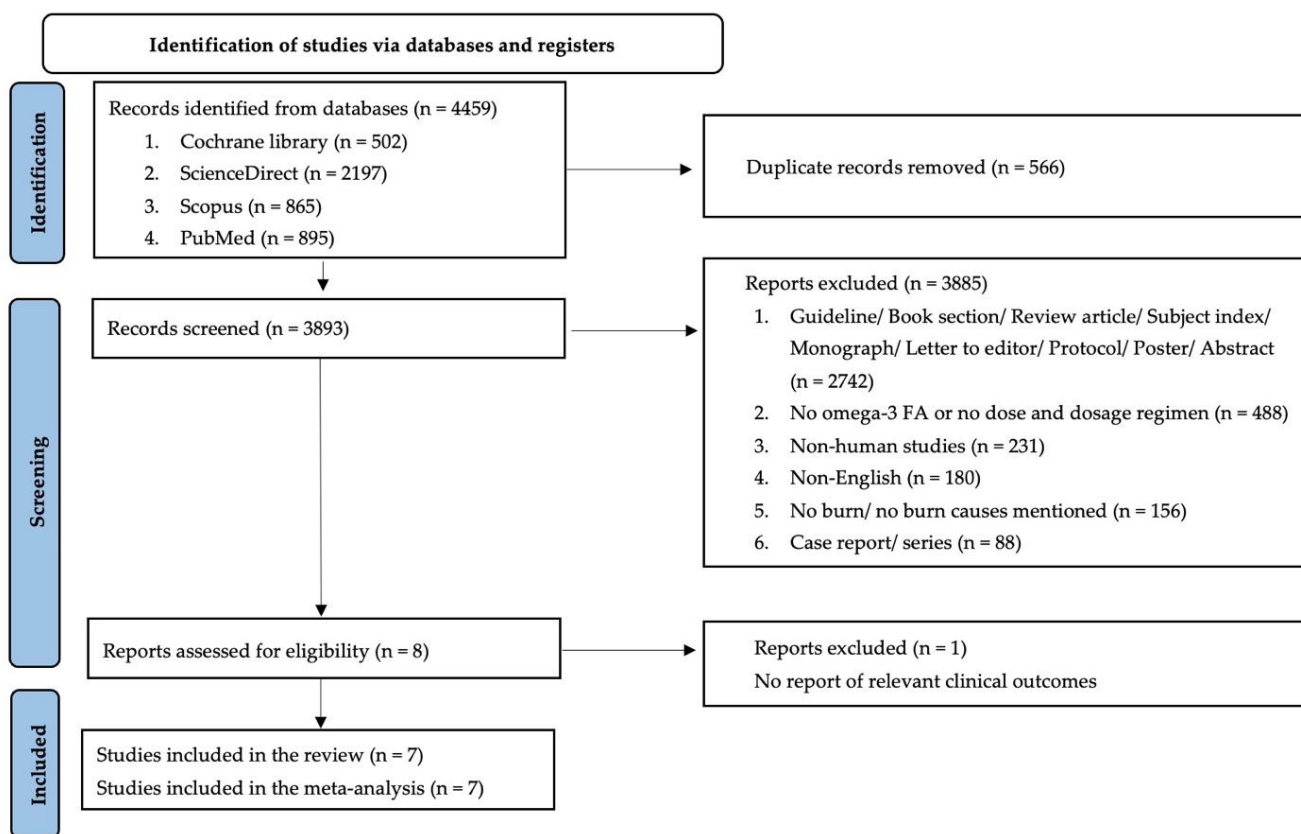 Identification of studies via databases and registers
Identification
Records identified from databases (n = 4459)
1. Cochrane library (n = 502)
2. ScienceDirect (n = 2197)
3. Scopus (n = 865)
4. PubMed (n = 895)
Duplicate records removed (n = 566)
Screening
Records screened (n = 3893)
Reports excluded (n = 3885)
1. Guideline/ Book section/ Review article/ Subject index/
Monograph/ Letter to editor/ Protocol/ Poster/ Abstract
(n = 2742)
2. No omega-3 FA or no dose and dosage regimen (n = 488)
3. Non-human studies (n = 231)
4. Non-English (n = 180)
5. No burn/ no burn causes mentioned (n = 156)
6. Case report/ series (n = 88)
Reports assessed for eligibility (n = 8)
Reports excluded (n = 1)
No report of relevant clinical outcomes
Included
Studies included in the review (n = 7)
Studies included in the meta-analysis (n = 7)